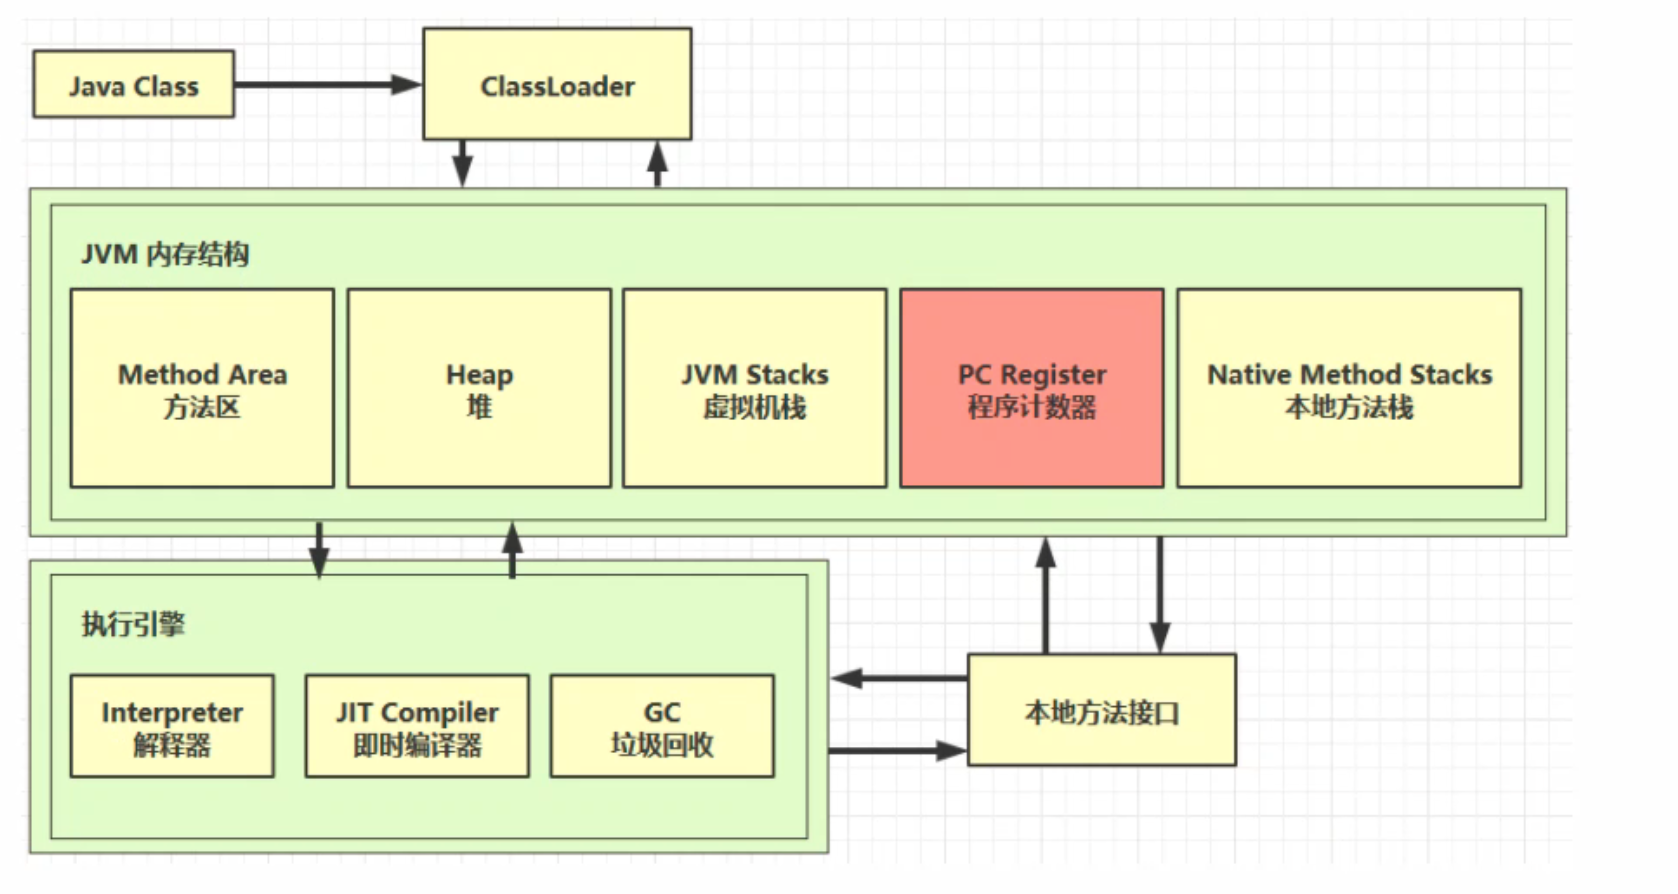 Java Class
ClassLoader
JVM 内存结构
Method Area
方法区
Heap
堆
JVM Stacks
虚拟机栈
PC Register
程序计数器
Native Method Stacks
本地方法栈
执行引擎
Interpreter
解释器
JIT Compiler
即时编译器
GC
垃圾回收
本地方法接口